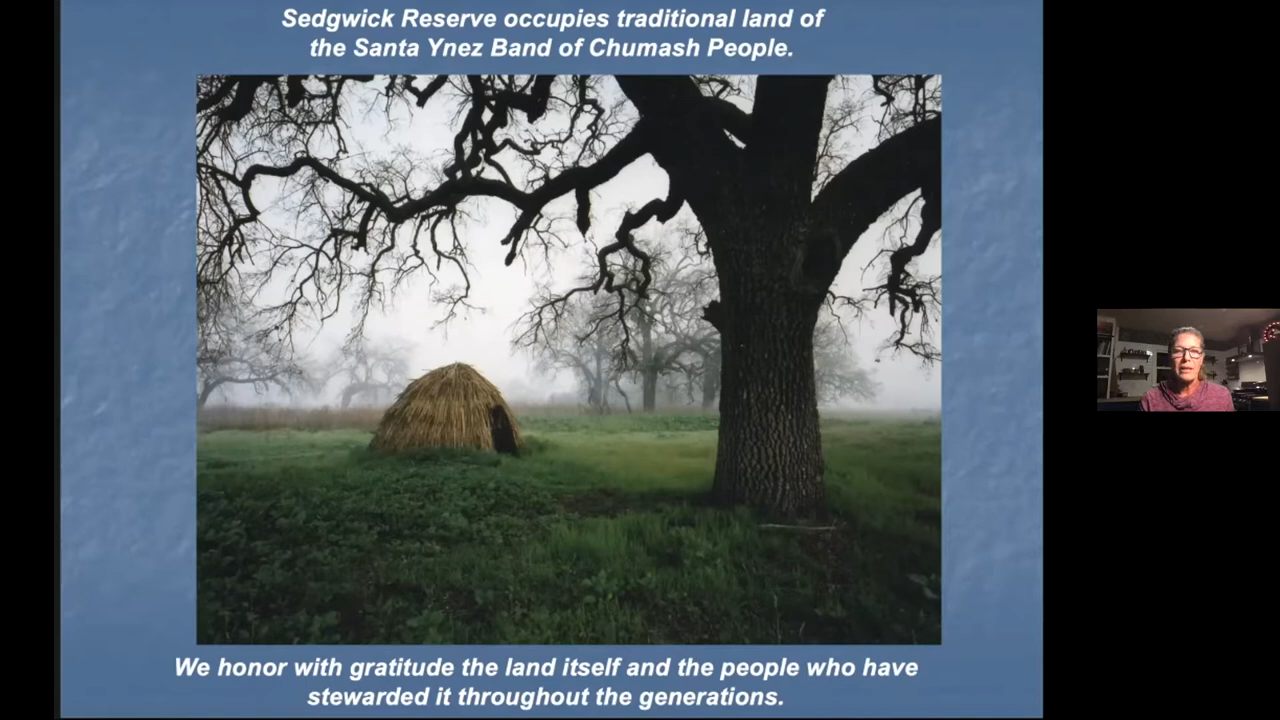 Sedgwick Reserve occupies traditional land of
the Santa Ynez Band of Chumash People.
We honor with gratitude the land itself and the people who have
stewarded it throughout the generations.